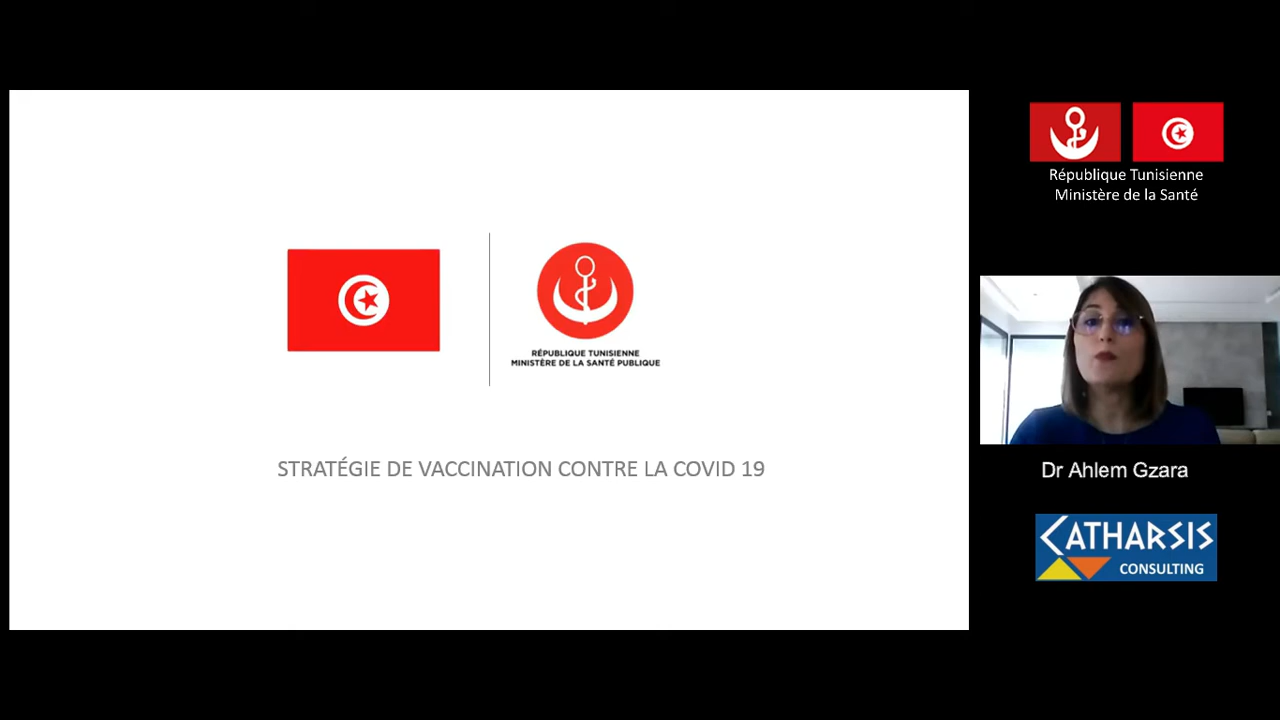 RÉPUBLIQUE TUNISIENNE
MINISTÈRE DE LA SANTÉ PUBLIQUE
STRATÉGIE DE VACCINATION CONTRE LA COVID 19
République Tunisienne
Ministère de la Santé
Dr Ahlem Gzara
CATHARSIS
CONSULTING